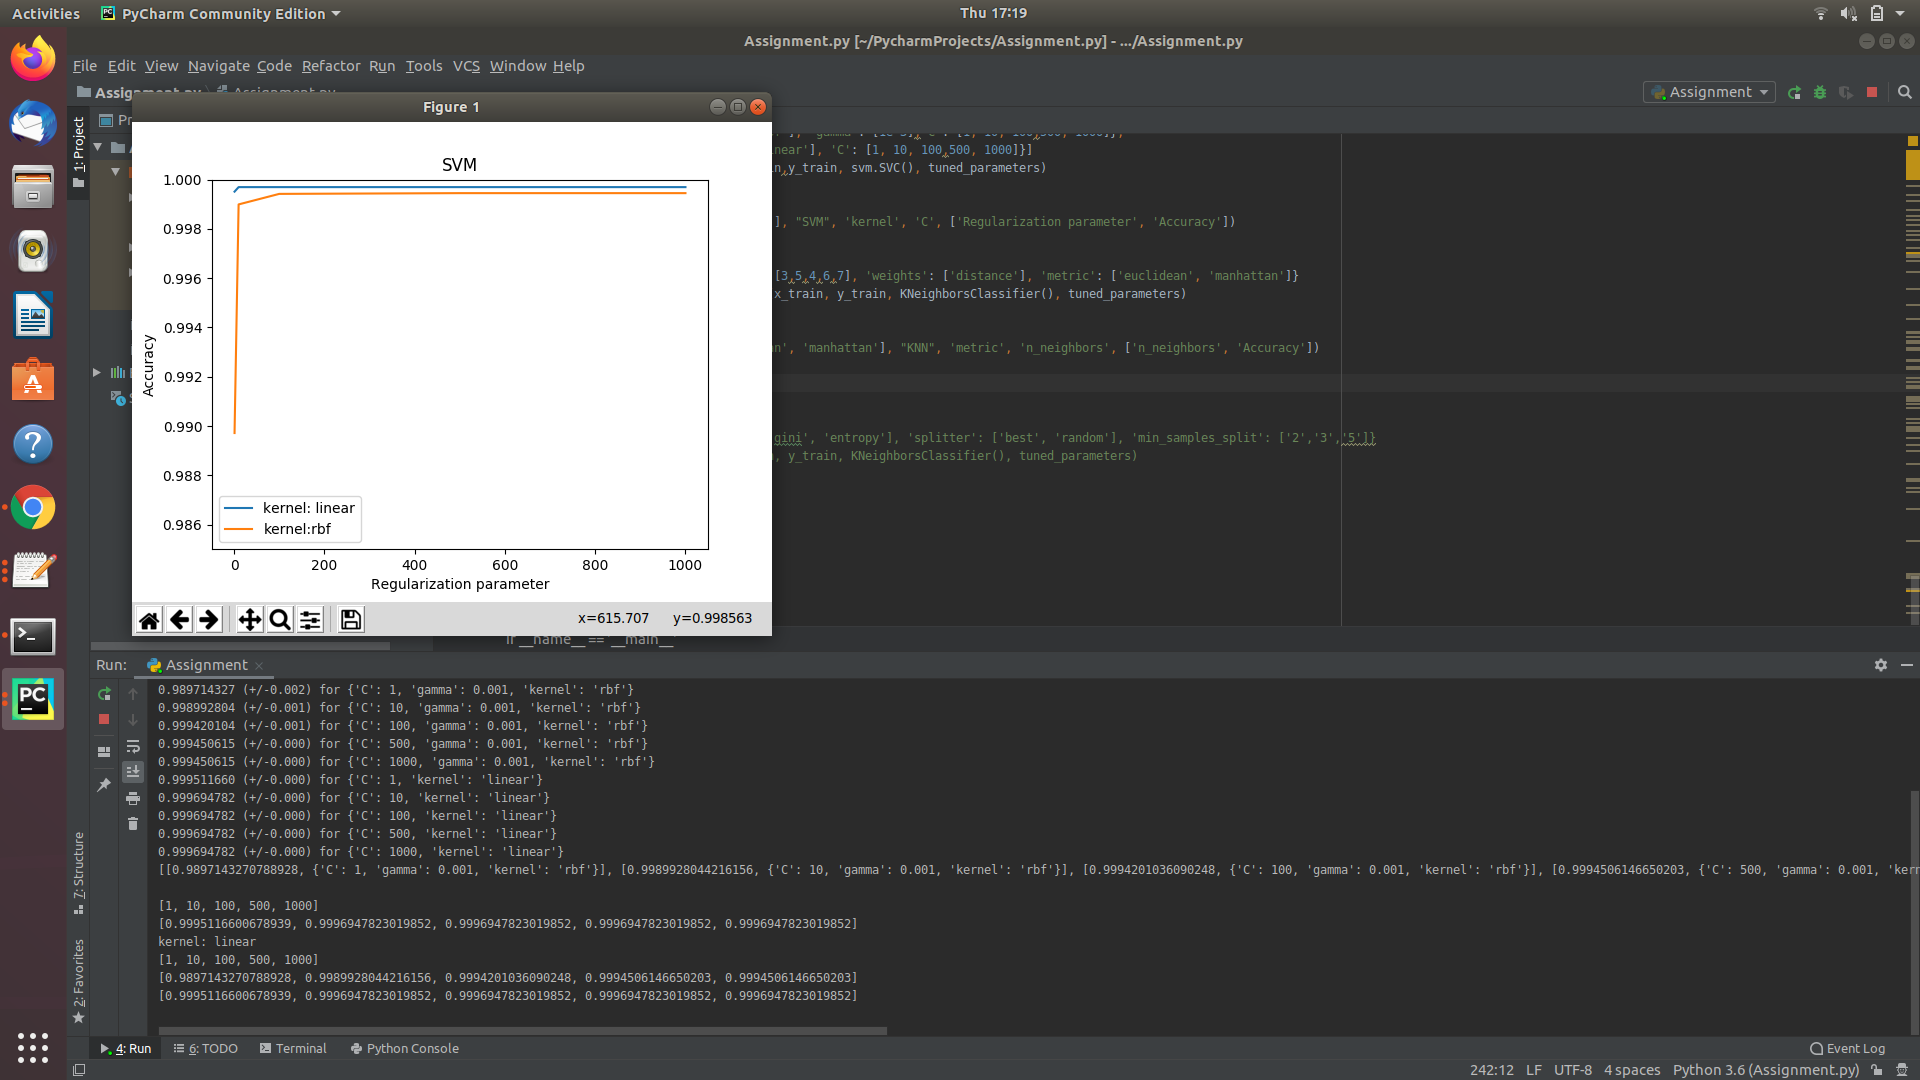 Activities
PyCharm Community Edition
Thu 17:19
Assignment.py [~/PycharmProjects/Assignment.py] - .../Assignment.py
File Edit View Navigate Code Refactor Run Tools VCS Window Help
Assignment.py
Assignment.py
Assignment
Figure 1
1: Project
SVM
1.000
0.998
0.996
0.994
0.992
0.990
0.988
0.986
Accuracy
kernel: linear
kernel:rbf
0 200 400 600 800 1000
Regularization parameter
x=615.707 y=0.998563
near'], 'C': [1, 10, 100,500, 1000]}]
n,y_train, svm.SVC(), tuned_parameters)
], "SVM", 'kernel', 'C', ['Regularization parameter', 'Accuracy'])
[3,5,4,6,7], 'weights': ['distance'], 'metric': ['euclidean', 'manhattan']}
x_train, y_train, KNeighborsClassifier(), tuned_parameters)
n', 'manhattan'], "KNN", 'metric', 'n_neighbors', ['n_neighbors', 'Accuracy'])
gini', 'entropy'], 'splitter': ['best', 'random'], 'min_samples_split': ['2','3','5']}
, y_train, KNeighborsClassifier(), tuned_parameters)
if __name__ == '__main__'
Run: Assignment
0.989714327 (+/-0.002) for {'C': 1, 'gamma': 0.001, 'kernel': 'rbf'}
0.998992804 (+/-0.001) for {'C': 10, 'gamma': 0.001, 'kernel': 'rbf'}
0.999420104 (+/-0.001) for {'C': 100, 'gamma': 0.001, 'kernel': 'rbf'}
0.999450615 (+/-0.000) for {'C': 500, 'gamma': 0.001, 'kernel': 'rbf'}
0.999450615 (+/-0.000) for {'C': 1000, 'gamma': 0.001, 'kernel': 'rbf'}
0.999511660 (+/-0.000) for {'C': 1, 'kernel': 'linear'}
0.999694782 (+/-0.000) for {'C': 10, 'kernel': 'linear'}
0.999694782 (+/-0.000) for {'C': 100, 'kernel': 'linear'}
0.999694782 (+/-0.000) for {'C': 500, 'kernel': 'linear'}
0.999694782 (+/-0.000) for {'C': 1000, 'kernel': 'linear'}
[[0.9897143270788928, {'C': 1, 'gamma': 0.001, 'kernel': 'rbf'}], [0.9989928044216156, {'C': 10, 'gamma': 0.001, 'kernel': 'rbf'}], [0.9994201036090248, {'C': 100, 'gamma': 0.001, 'kernel': 'rbf'}], [0.9994506146650203, {'C': 500, 'gamma': 0.001, 'kern
[1, 10, 100, 500, 1000]
[0.9995116600678939, 0.9996947823019852, 0.9996947823019852, 0.9996947823019852, 0.9996947823019852]
kernel: linear
[1, 10, 100, 500, 1000]
[0.9897143270788928, 0.9989928044216156, 0.9994201036090248, 0.9994506146650203, 0.9994506146650203]
[0.9995116600678939, 0.9996947823019852, 0.9996947823019852, 0.9996947823019852, 0.9996947823019852]
7: Structure
2: Favorites
4: Run 6: TODO Terminal Python Console
Event Log
242:12 LF UTF-8 4 spaces Python 3.6 (Assignment.py)